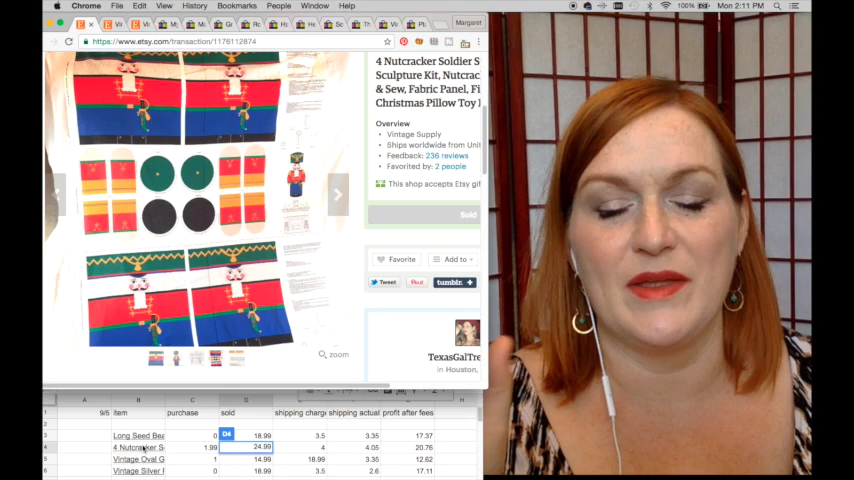 Chrome File Edit View History Bookmarks People Window Help
100% Mon 2:11 PM
Margaret
https://www.etsy.com/transaction/1176112874
4 Nutcracker Soldier S
Sculpture Kit, Nutcrac
& Sew, Fabric Panel, Fi
Christmas Pillow Toy
Overview
Vintage Supply
Ships worldwide from Unit
Feedback: 236 reviews
Favorited by: 2 people
This shop accepts Etsy gif
Sold
Favorite
Add to
Tweet
tumblr.
zoom
TexasGalTre
in Houston,
A B C D E F G H
1 9/5 item purchase sold shipping charge shipping actual profit after fees
2
3 Long Seed Bea 0 D4 18.99 3.5 3.35 17.37
4 4 Nutcracker S 1.99 24.99 4 4.05 20.76
5 Vintage Oval G 1 14.99 18.99 3.35 12.62
6 Vintage Silver F 0 18.99 3.5 2.6 17.11